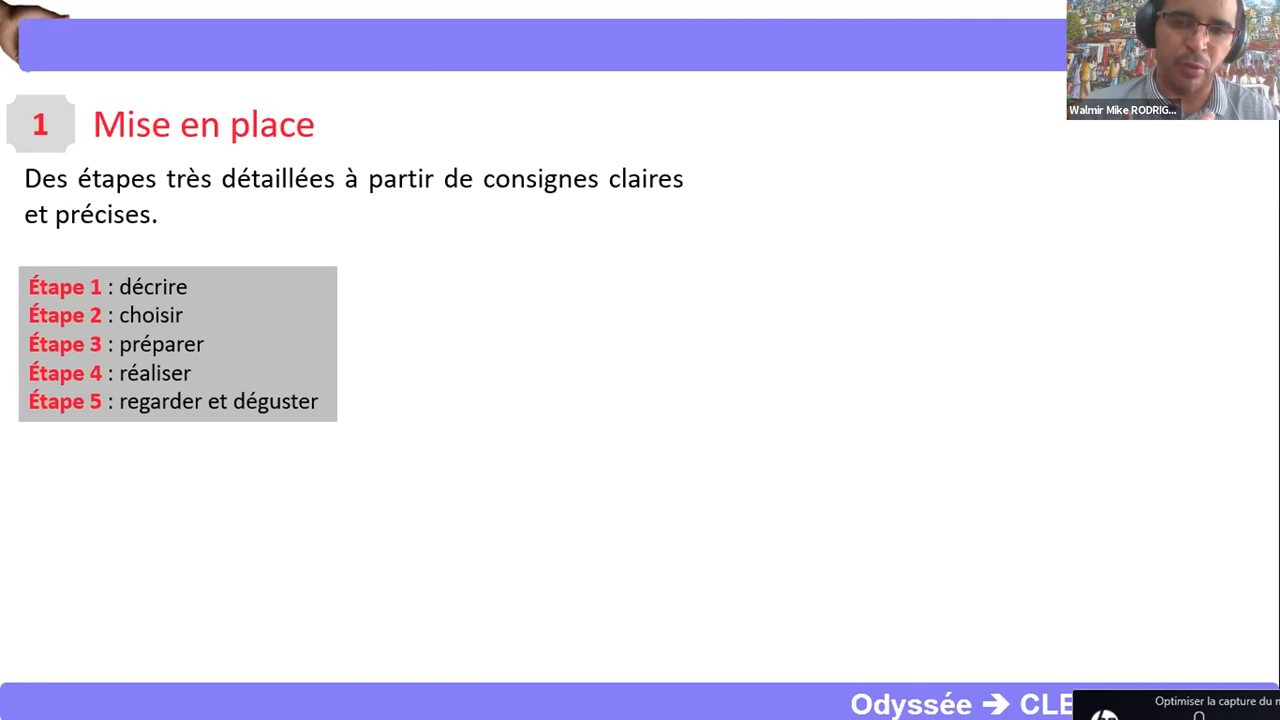 Walmir Mike RODRIG...
1 Mise en place
Des étapes très détaillées à partir de consignes claires
et précises.
Étape 1 : décrire
Étape 2 : choisir
Étape 3 : préparer
Étape 4 : réaliser
Étape 5 : regarder et déguster
Odyssée → CLE
Optimiser la capture du